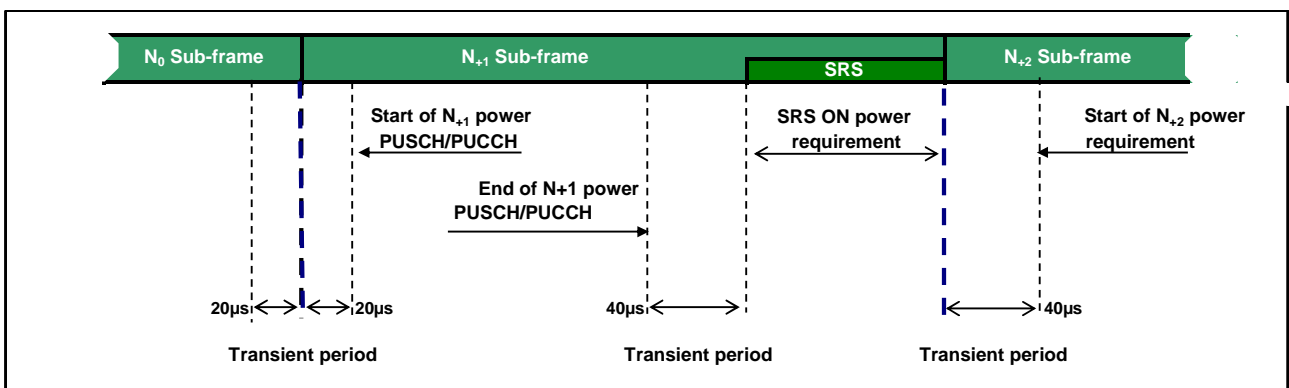 N0 Sub-frame
N+1 Sub-frame
SRS
N+2 Sub-frame
Start of N+1 power
PUSCH/PUCCH
SRS ON power
requirement
Start of N+2 power
requirement
End of N+1 power
PUSCH/PUCCH
20µs
20µs
40µs
40µs
Transient period
Transient period
Transient period